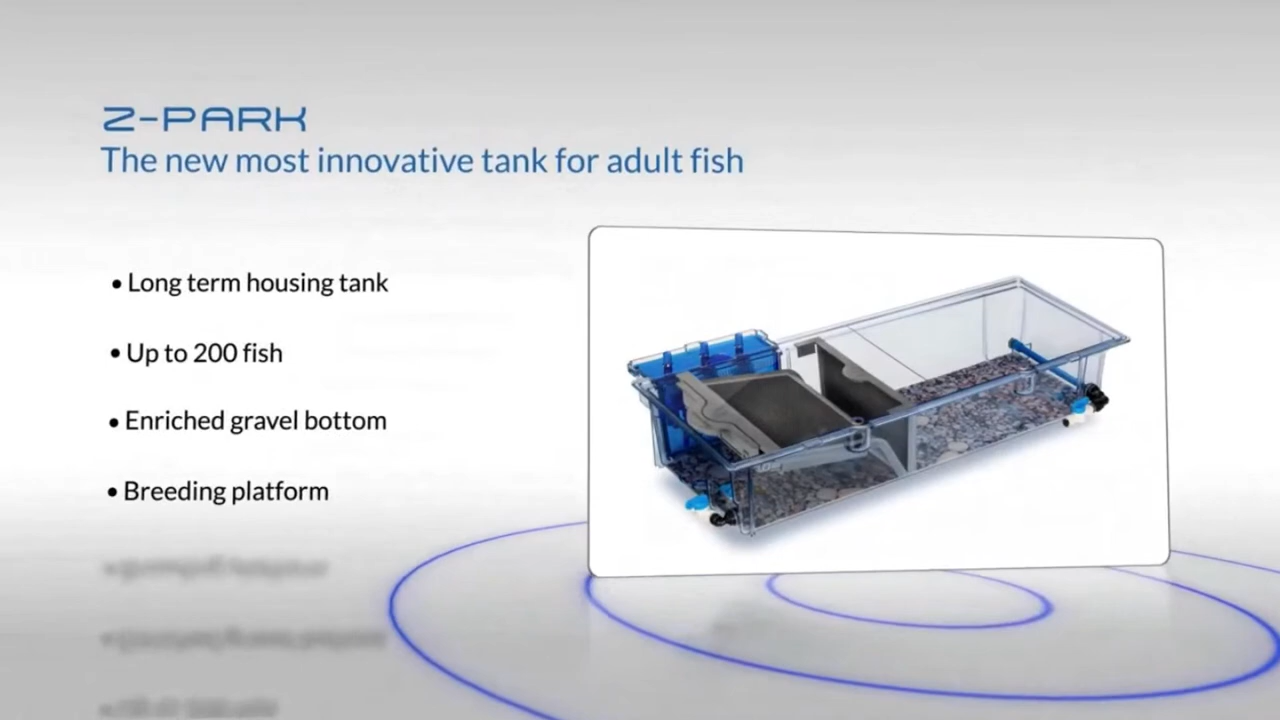 Z-PARK
The new most innovative tank for adult fish
• Long term housing tank
• Up to 200 fish
• Enriched gravel bottom
• Breeding platform